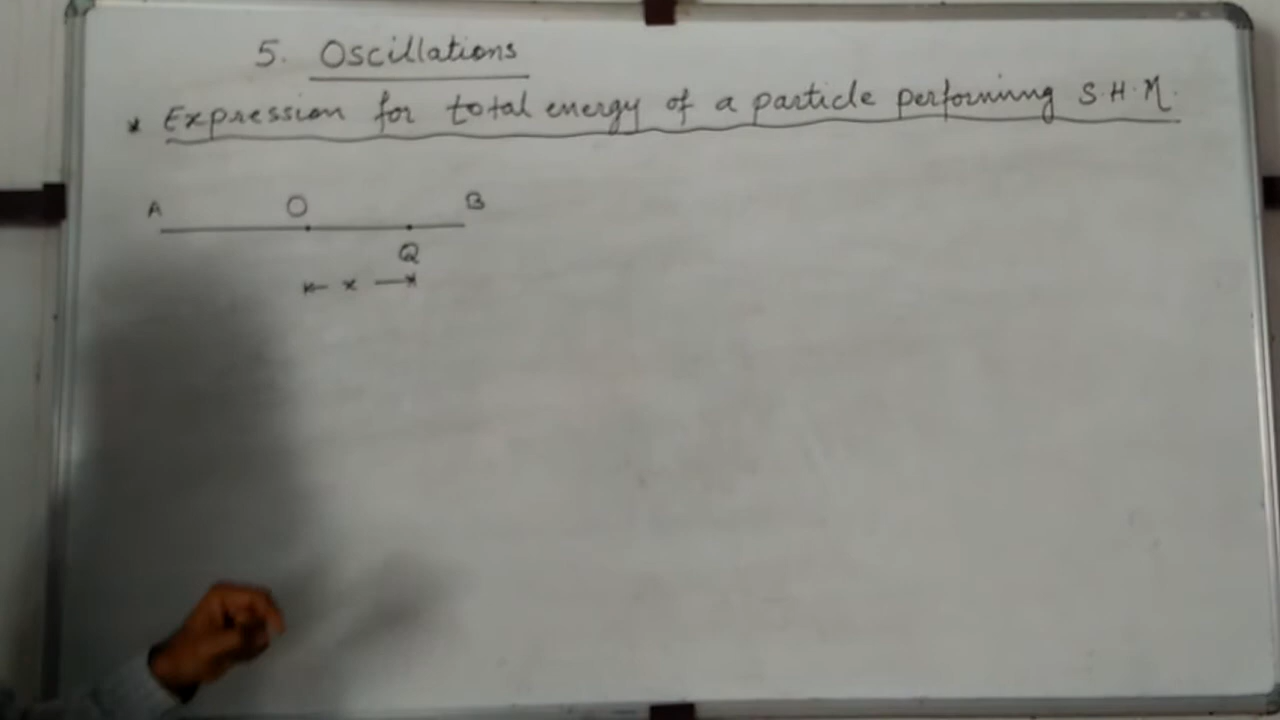 5. Oscillations
* Expression for total energy of a particle performing S.H.M.
A O B
Q
x